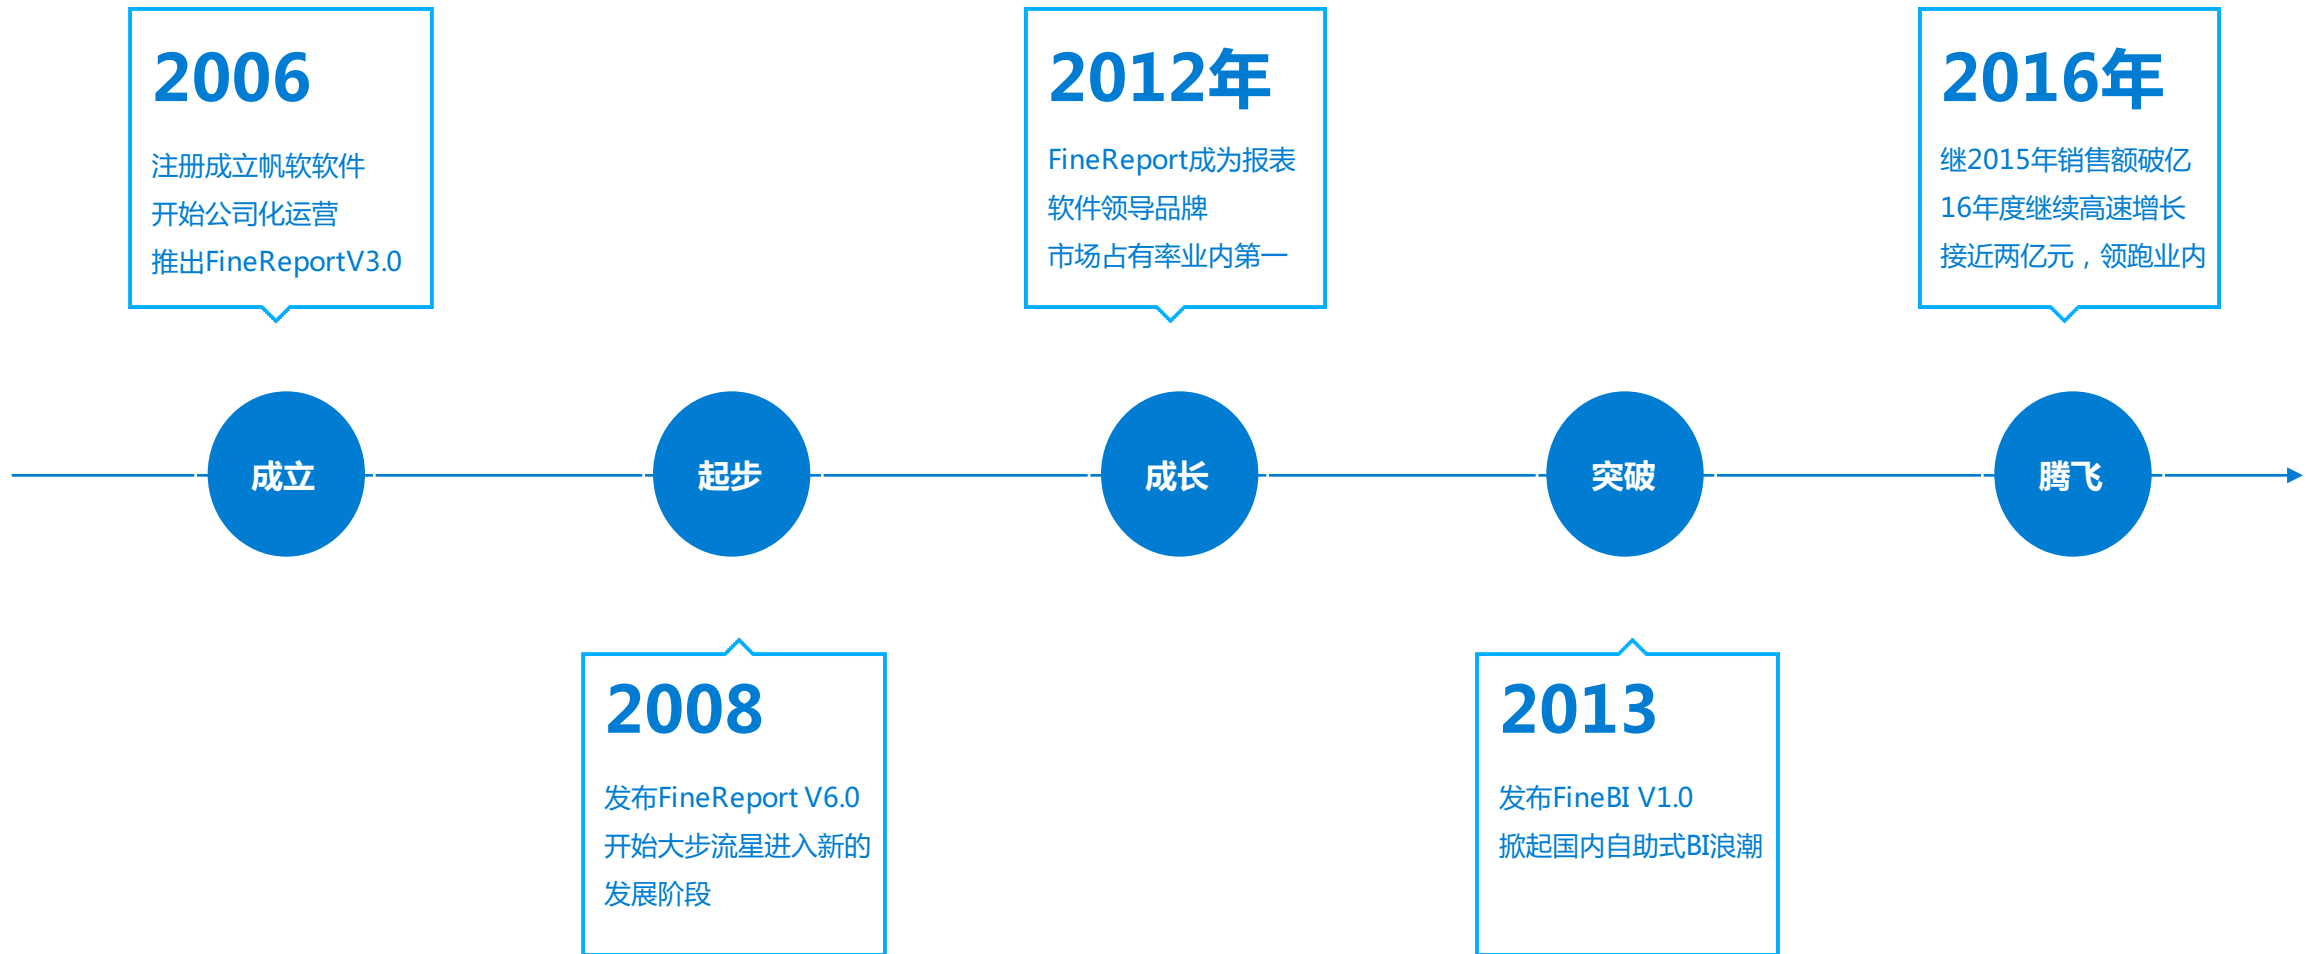 2006
注册成立帆软软件
开始公司化运营
推出FineReportV3.0
2012年
FineReport成为报表
软件领导品牌
市场占有率业内第一
2016年
继2015年销售额破亿
16年度继续高速增长
接近两亿元，领跑业内
成立
起步
成长
突破
腾飞
2008
发布FineReport V6.0
开始大步流星进入新的
发展阶段
2013
发布FineBI V1.0
掀起国内自助式BI浪潮